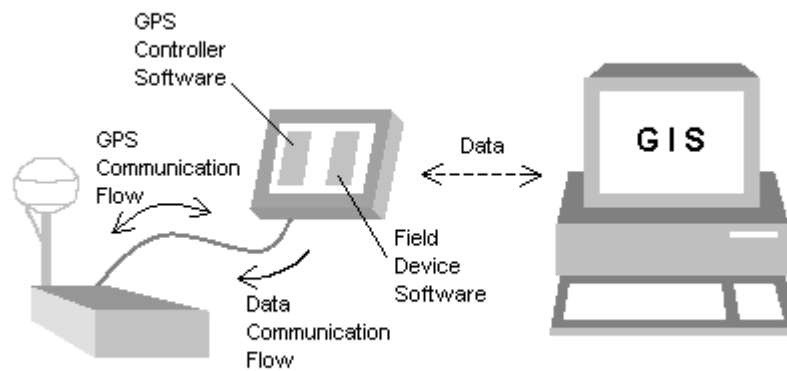 GPS
Controller
Software
GPS
Communication
Flow
Data
GIS
Field
Device
Software
Data
Communication
Flow